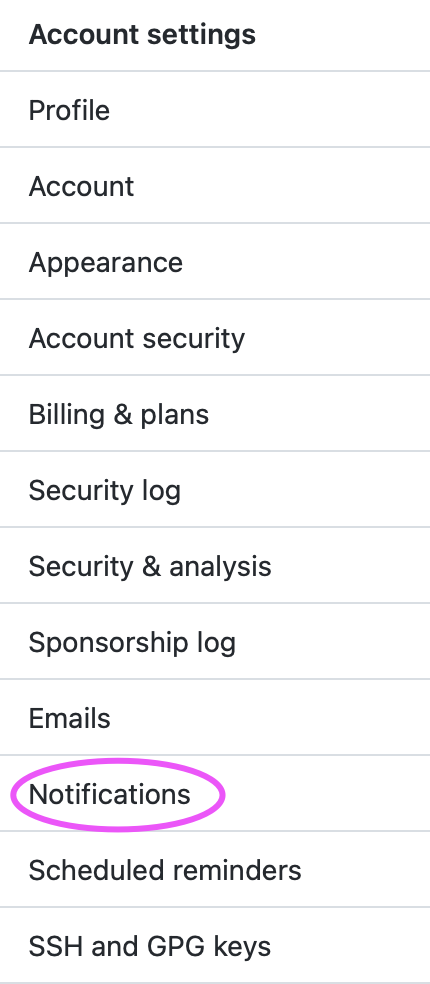 Account settings
Profile
Account
Appearance
Account security
Billing & plans
Security log
Security & analysis
Sponsorship log
Emails
Notifications
Scheduled reminders
SSH and GPG keys